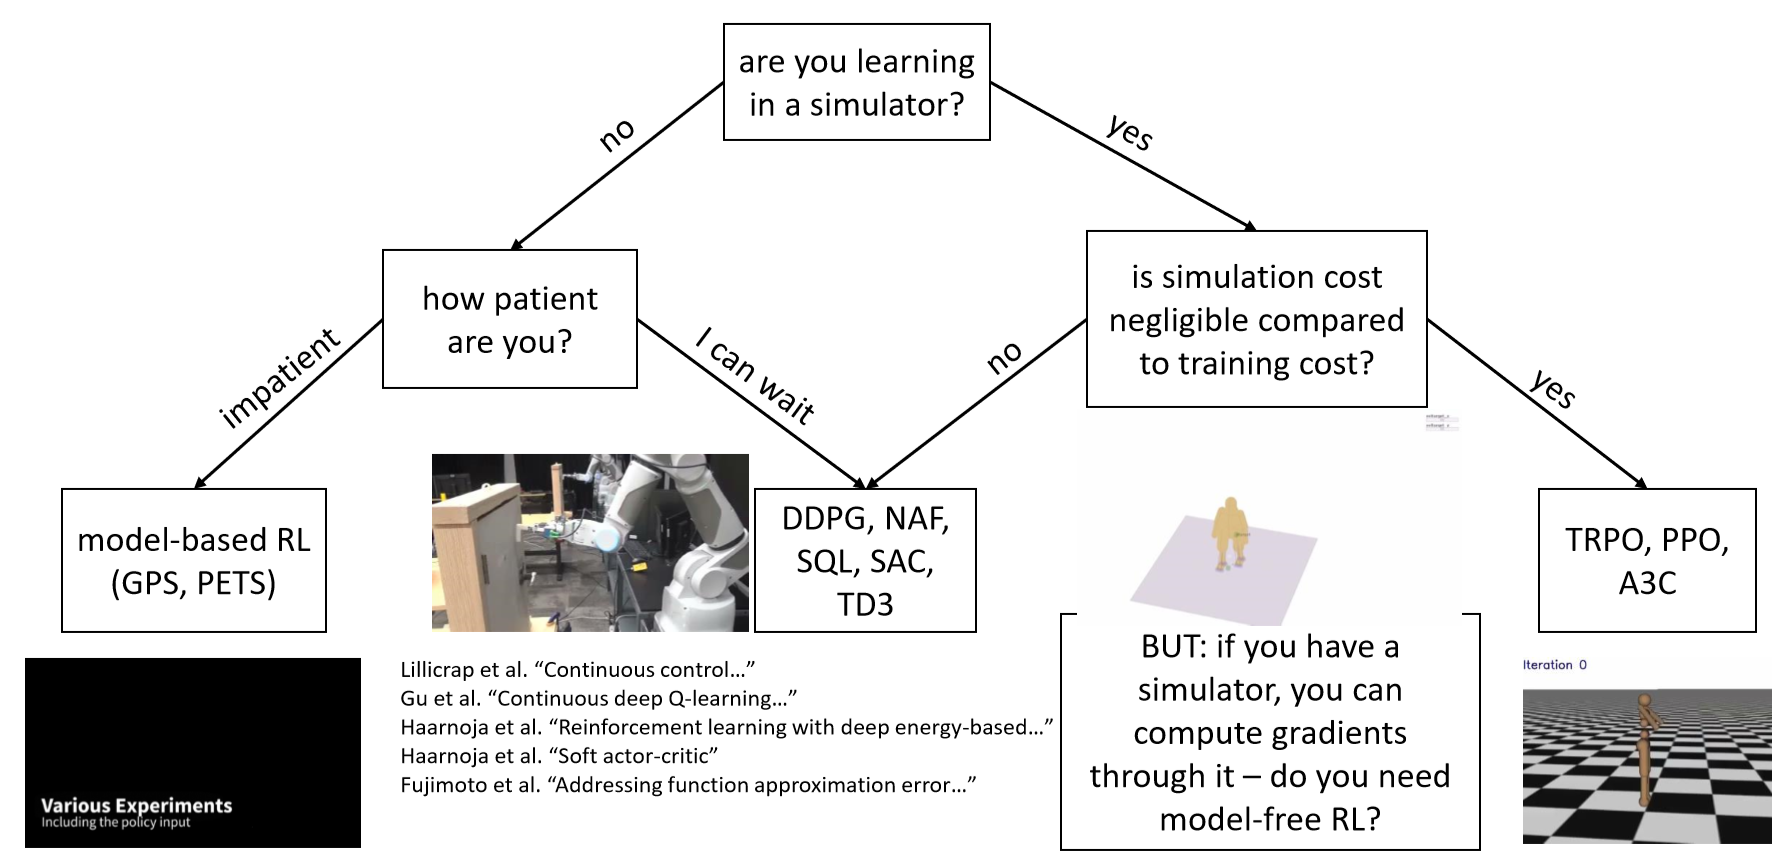 are you learning
in a simulator?
no
yes
how patient
are you?
is simulation cost
negligible compared
to training cost?
impatient
I can wait
no
yes
model-based RL
(GPS, PETS)
DDPG, NAF,
SQL, SAC,
TD3
TRPO, PPO,
A3C
Lillicrap et al. “Continuous control…”
Gu et al. “Continuous deep Q-learning…”
Haarnoja et al. “Reinforcement learning with deep energy-based…”
Haarnoja et al. “Soft actor-critic”
Fujimoto et al. “Addressing function approximation error…”
BUT: if you have a
simulator, you can
compute gradients
through it – do you need
model-free RL?
Iteration 0
Various Experiments
Including the policy input